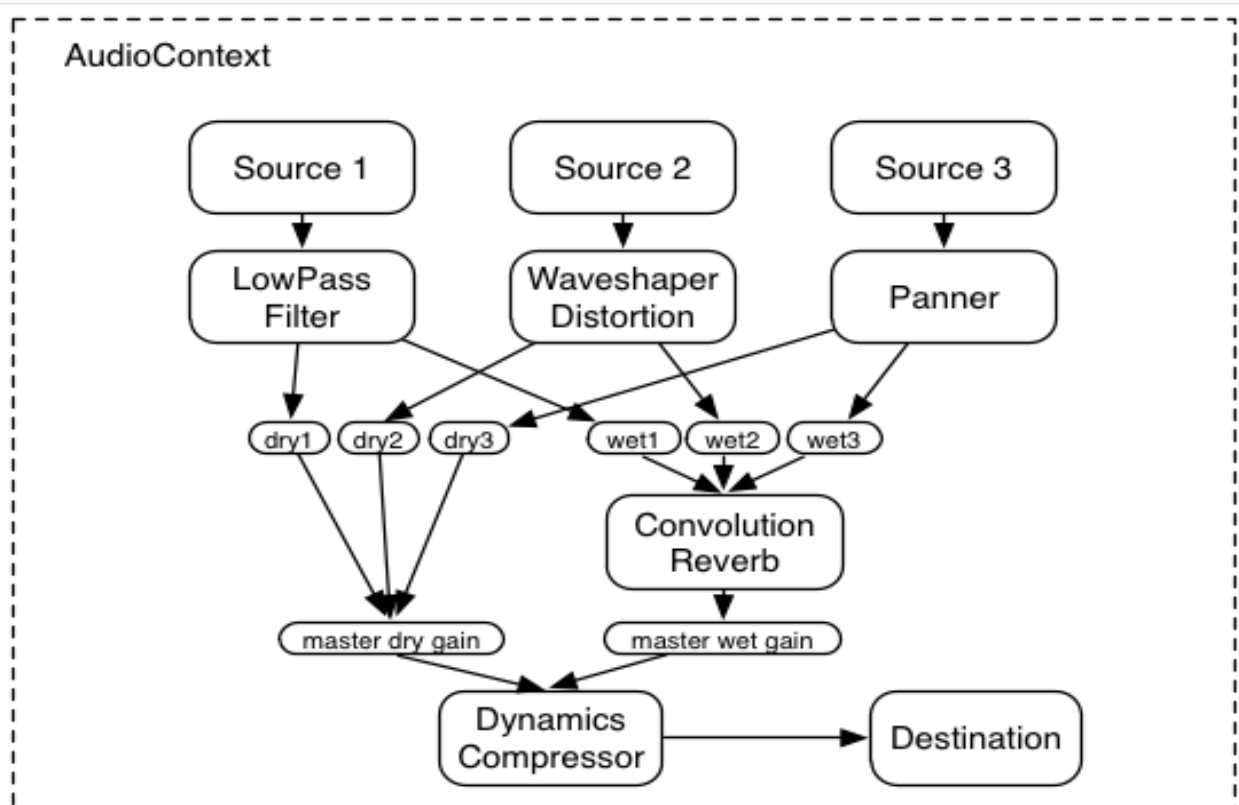 AudioContext
Source 1
Source 2
Source 3
LowPass
Filter
Waveshaper
Distortion
Panner
dry1
dry2
dry3
wet1
wet2
wet3
Convolution
Reverb
master dry gain
master wet gain
Dynamics
Compressor
Destination